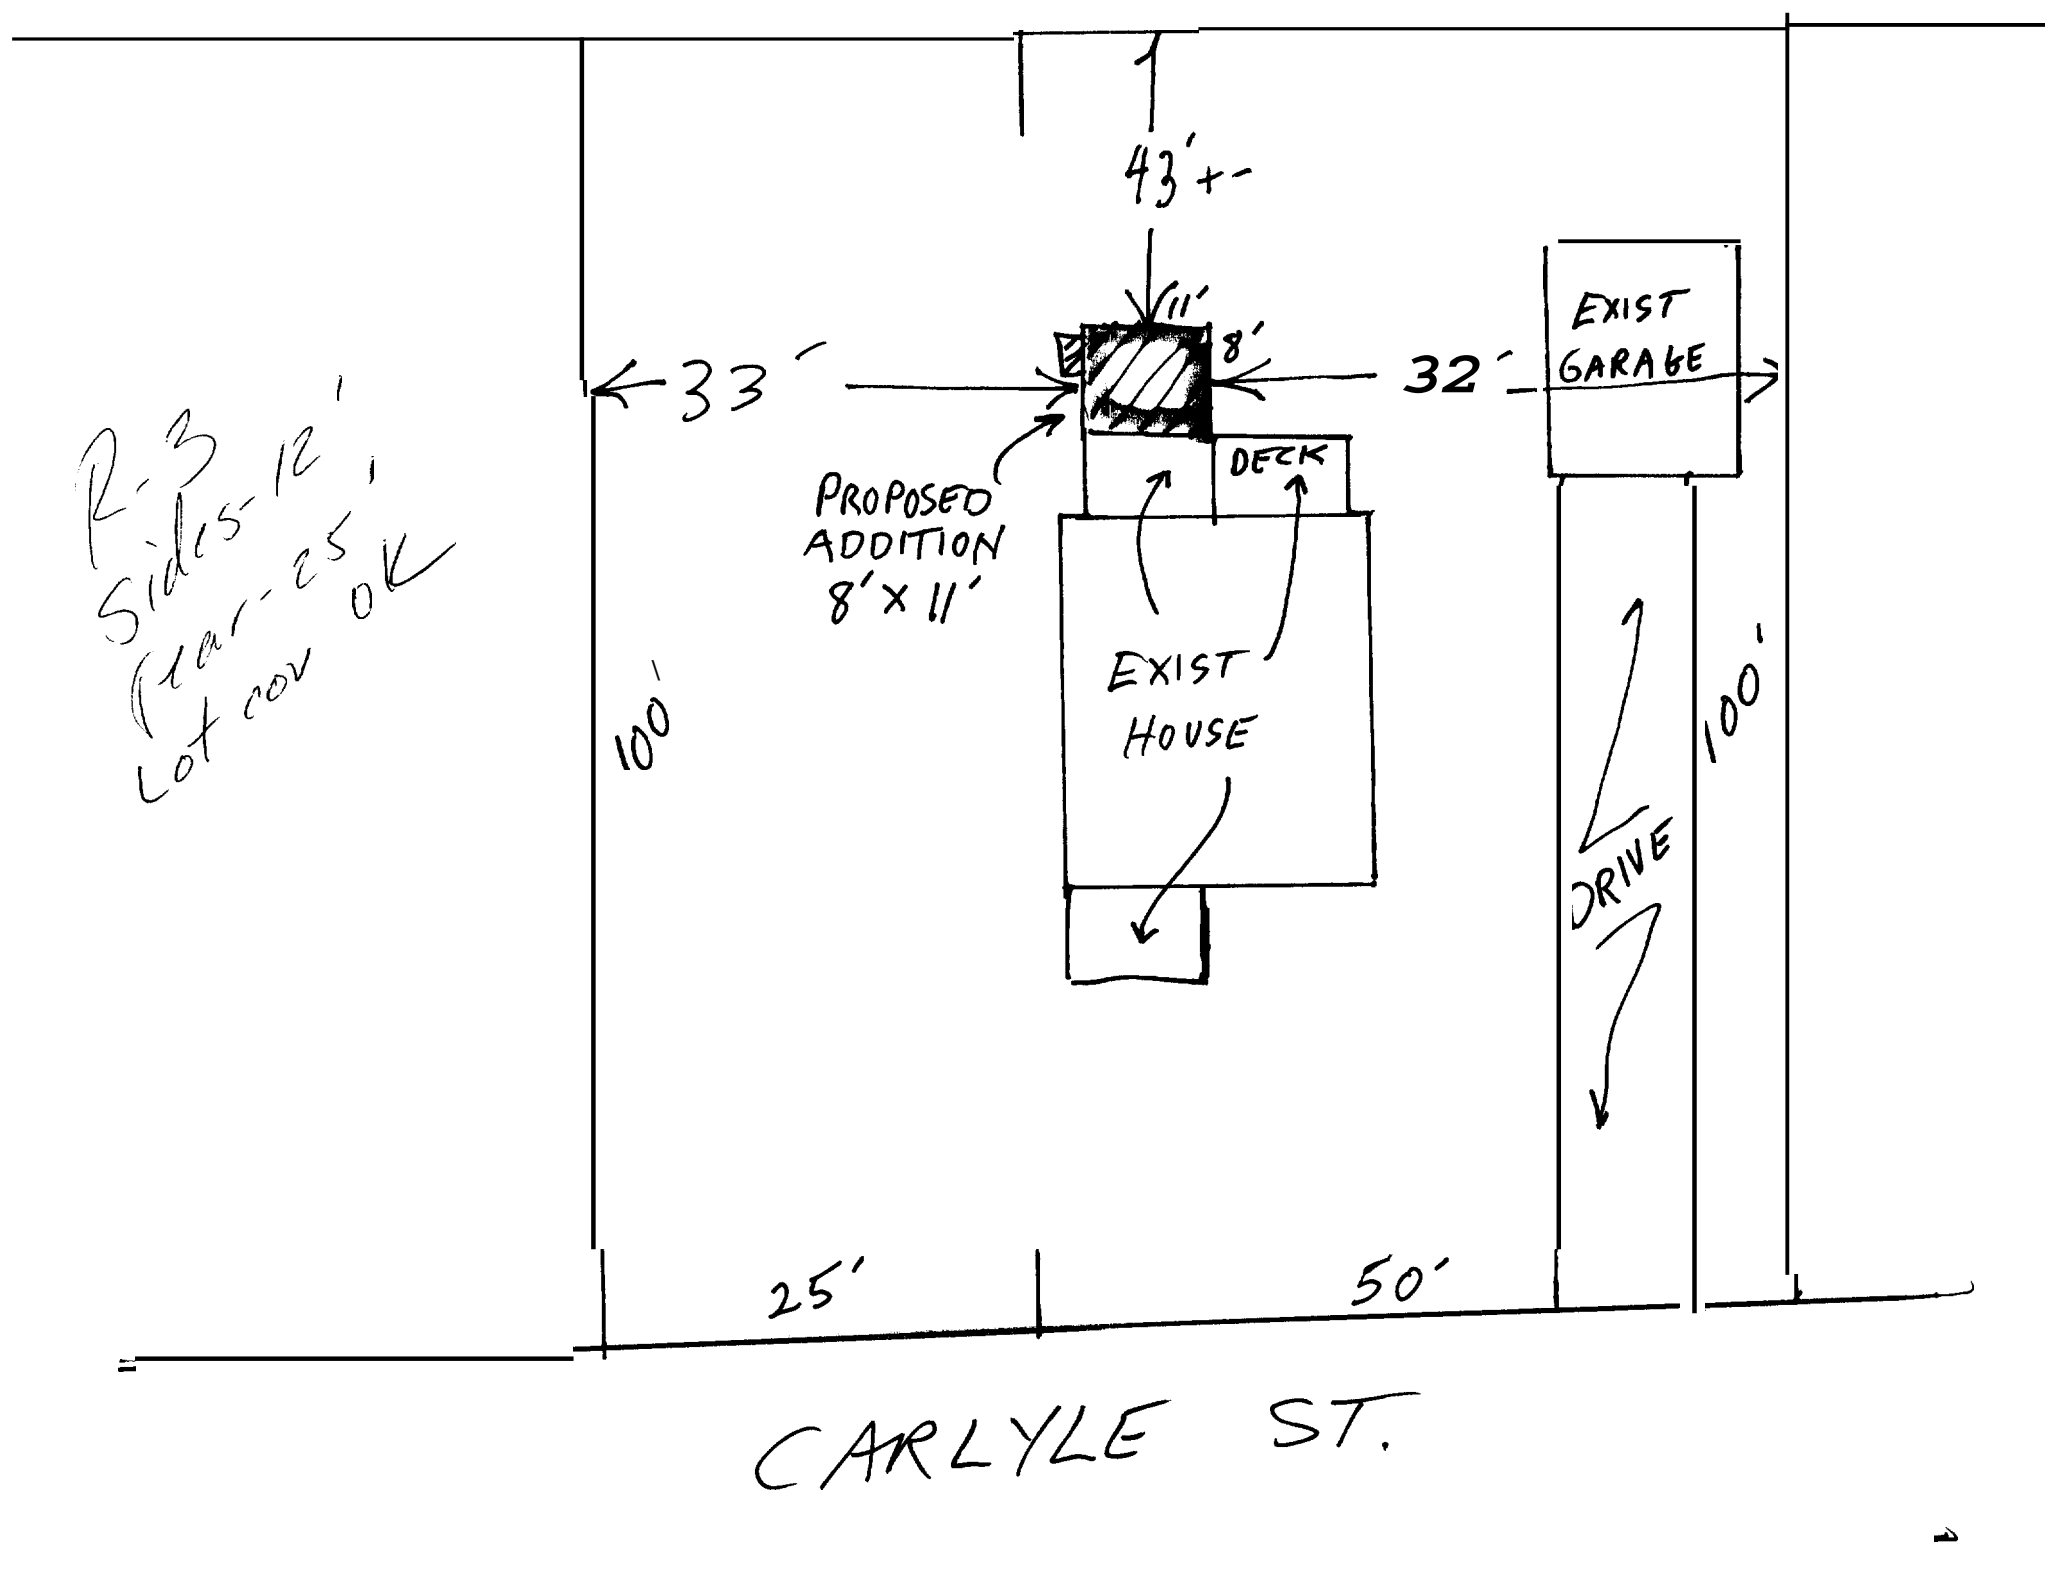 43' +-
11'
8'
33'
32'
EXIST
GARAGE
DECK
PROPOSED
ADDITION
8' X 11'
R-3
Sides-12'
rear-25'
Lot cov OK
EXIST
HOUSE
100'
100'
DRIVE
25'
50'
CARLYLE ST.